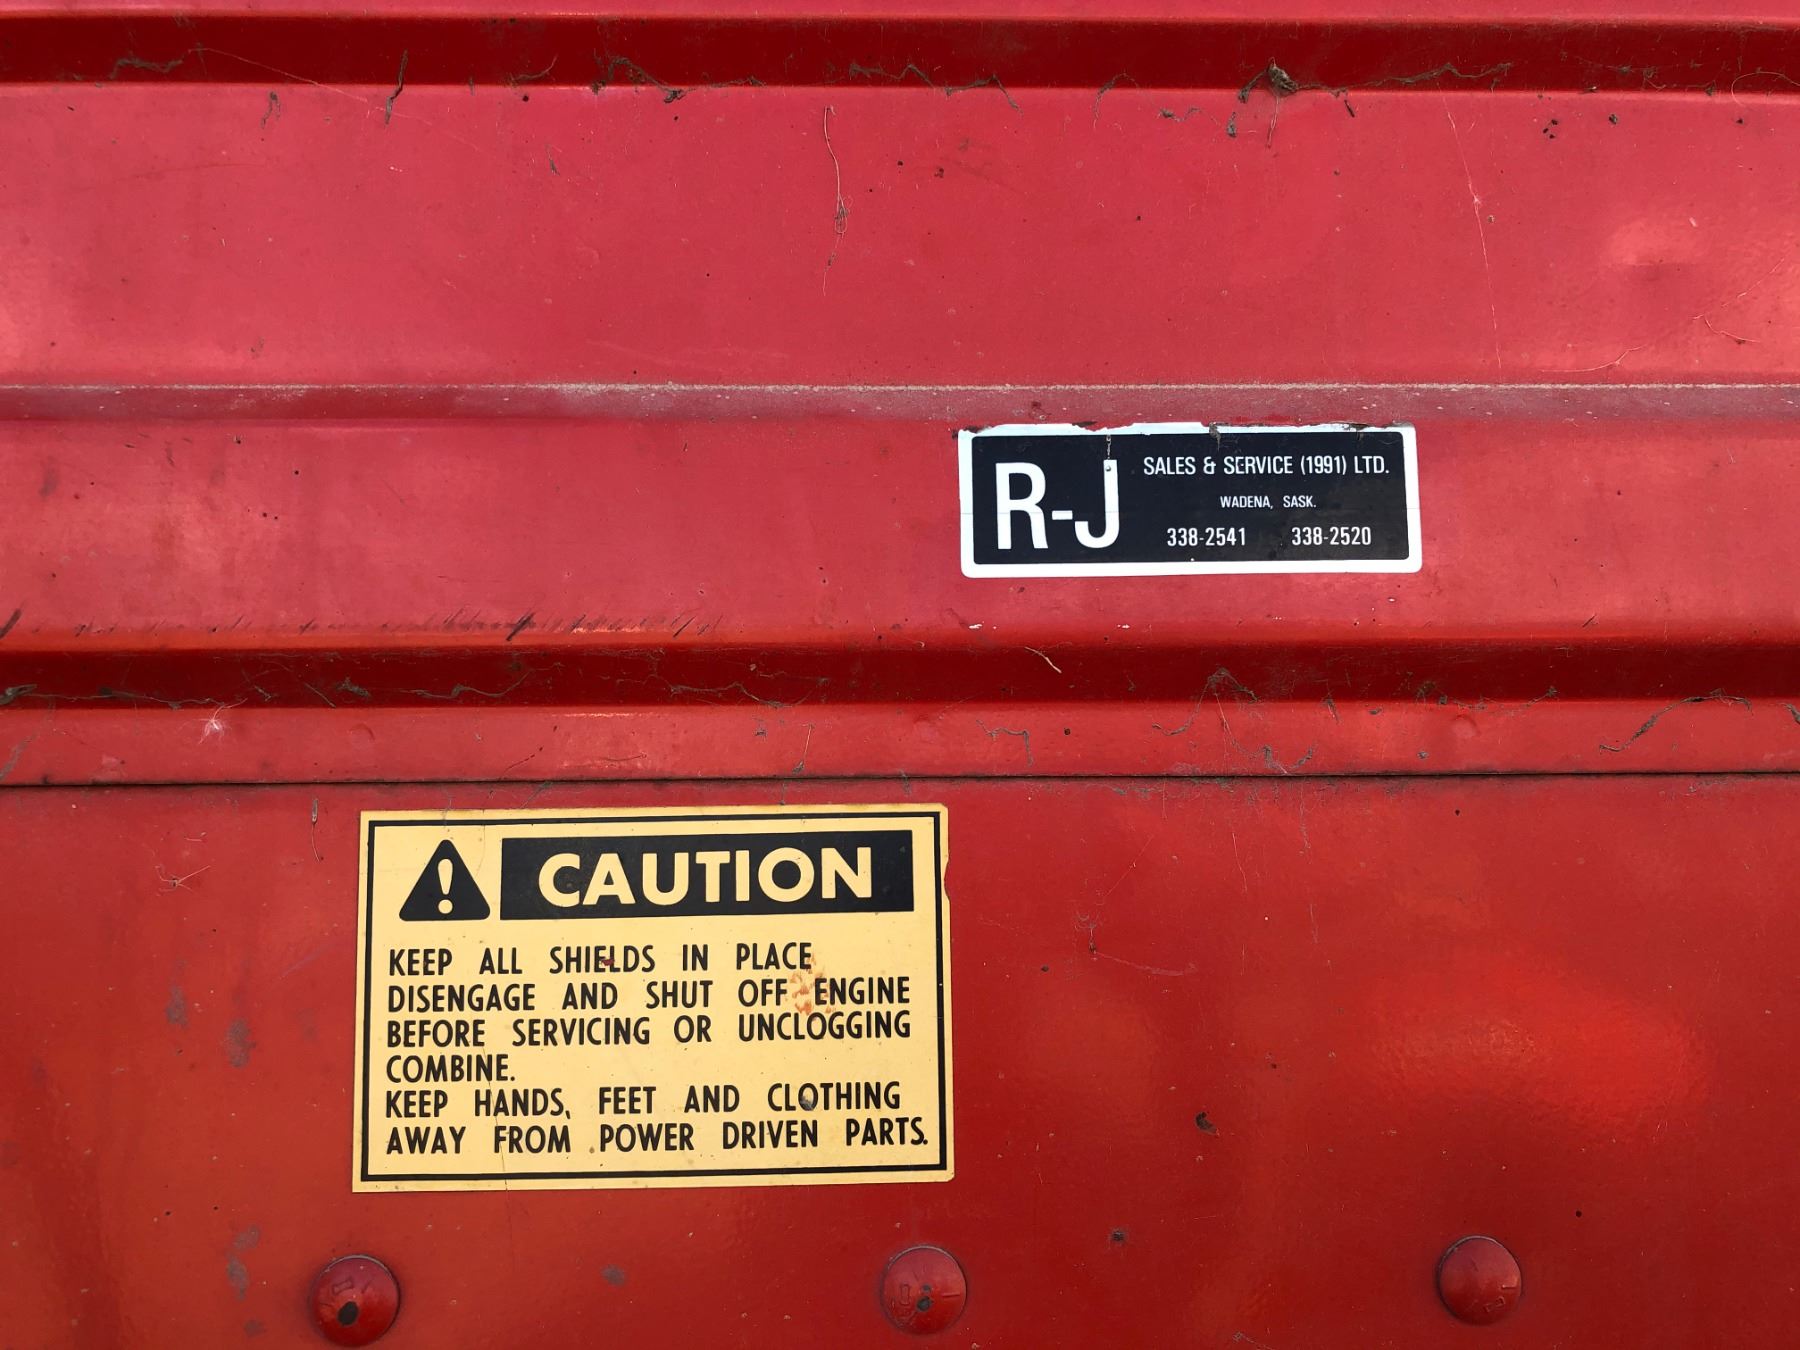 R-J SALES & SERVICE (1991) LTD.
WADENA, SASK.
338-2541 338-2520
CAUTION
KEEP ALL SHIELDS IN PLACE
DISENGAGE AND SHUT OFF ENGINE
BEFORE SERVICING OR UNCLOGGING
COMBINE.
KEEP HANDS, FEET AND CLOTHING
AWAY FROM POWER DRIVEN PARTS.